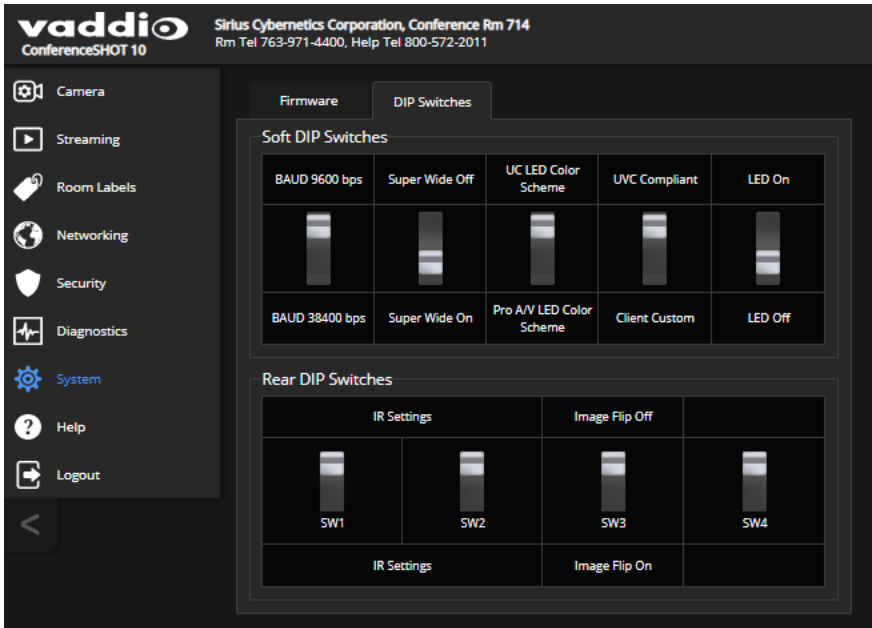 vaddio
ConferenceSHOT 10
Sirius Cybernetics Corporation, Conference Rm 714
Rm Tel 763-971-4400, Help Tel 800-572-2011
Camera
Streaming
Room Labels
Networking
Security
Diagnostics
System
Help
Logout
Firmware
DIP Switches
Soft DIP Switches
BAUD 9600 bps
Super Wide Off
UC LED Color
Scheme
UVC Compliant
LED On
BAUD 38400 bps
Super Wide On
Pro A/V LED Color
Scheme
Client Custom
LED Off
Rear DIP Switches
IR Settings
Image Flip Off
SW1
SW2
SW3
SW4
IR Settings
Image Flip On